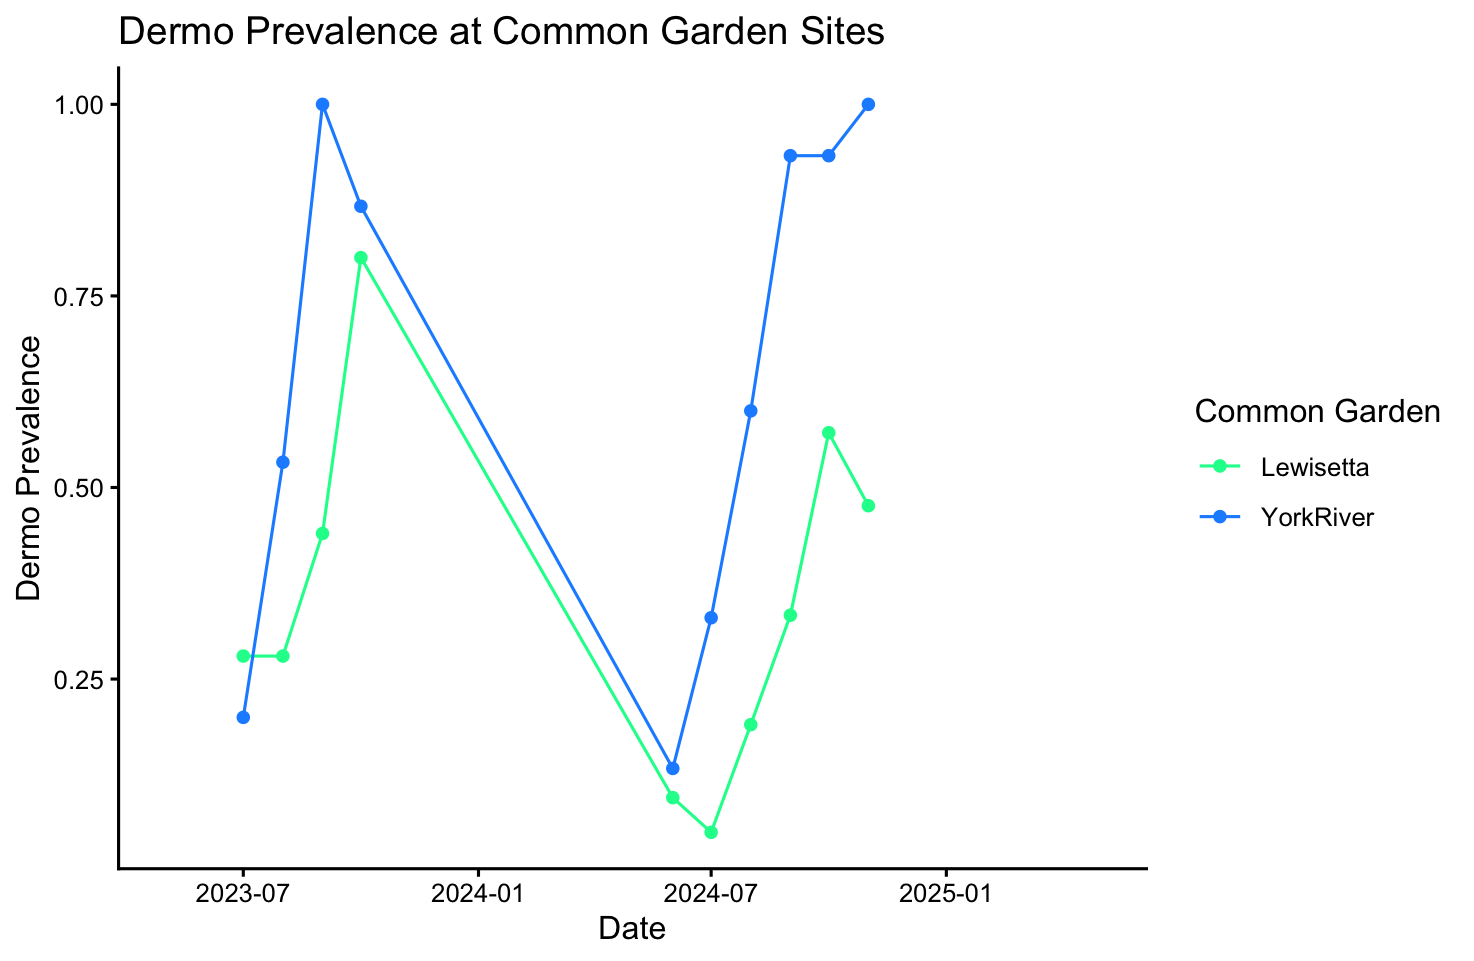 Dermo Prevalence at Common Garden Sites
1.00
0.75
0.50
0.25
Dermo Prevalence
2023-07
2024-01
2024-07
2025-01
Date
Common Garden
Lewisetta
YorkRiver